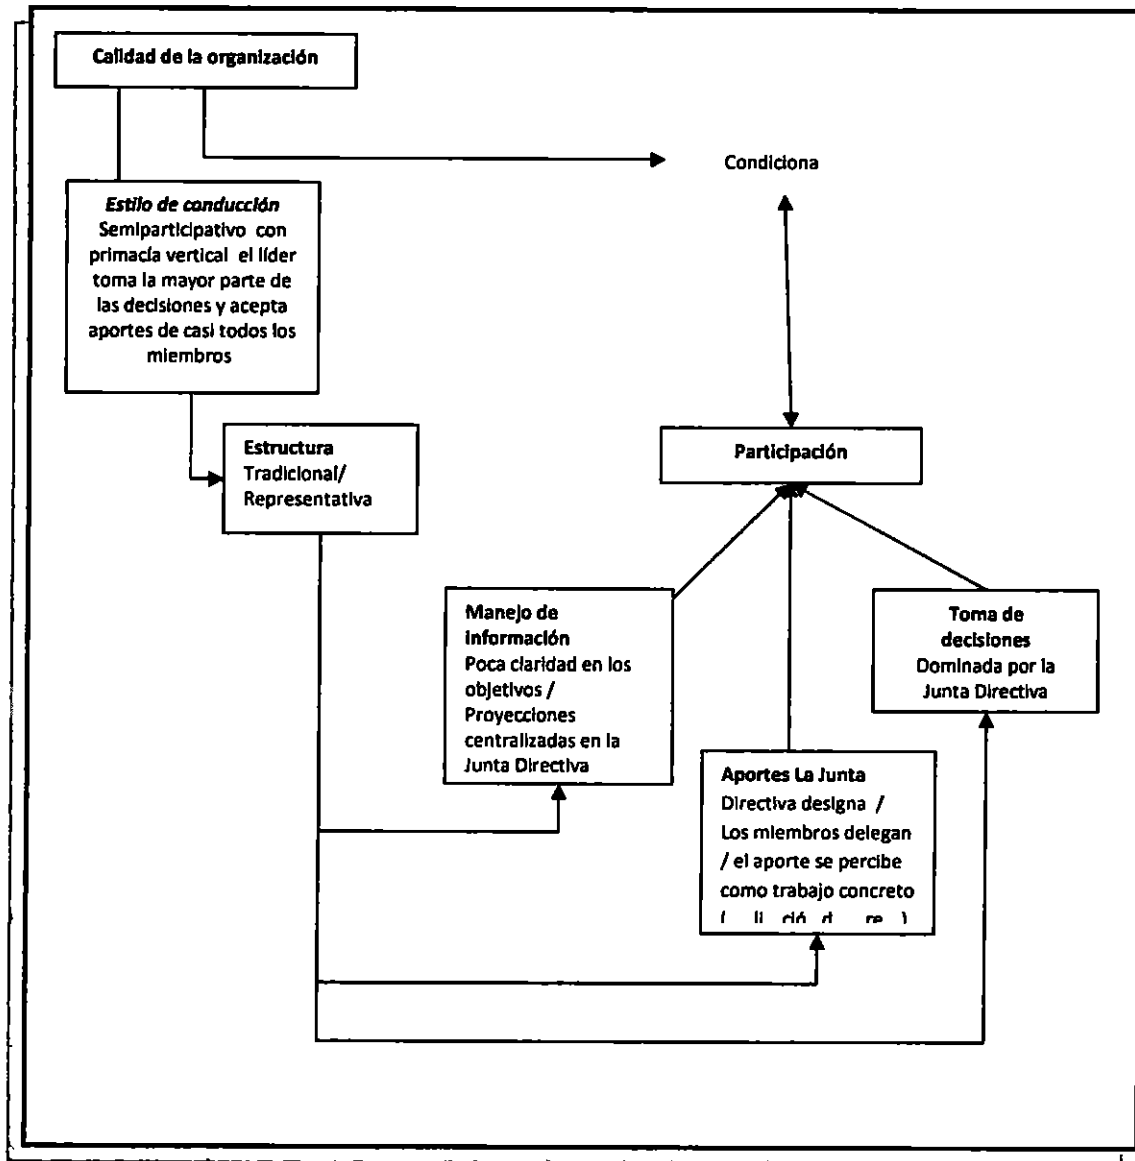 Calidad de la organización
Condiciona
Estilo de conducción
Semiparticipativo con
primacía vertical el líder
toma la mayor parte de
las decisiones y acepta
aportes de casi todos los
miembros
Estructura
Tradicional/
Representativa
Participación
Manejo de
información
Poca claridad en los
objetivos /
Proyecciones
centralizadas en la
Junta Directiva
Toma de
decisiones
Dominada por la
Junta Directiva
Aportes La Junta
Directiva designa /
Los miembros delegan
/ el aporte se percibe
como trabajo concreto